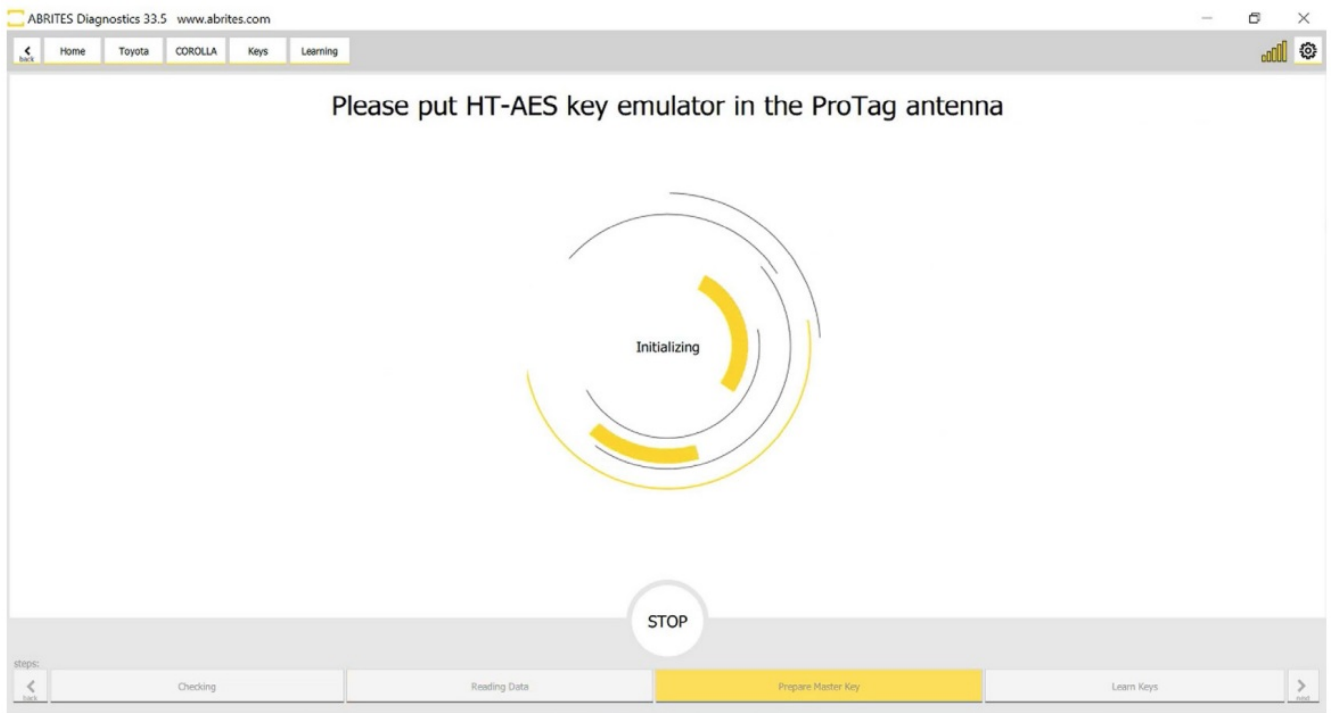 ABRITES Diagnostics 33.5 www.abrites.com
back
Home
Toyota
COROLLA
Keys
Learning
Please put HT-AES key emulator in the ProTag antenna
Initializing
STOP
steps:
back
Checking
Reading Data
Prepare Master Key
Learn Keys
next